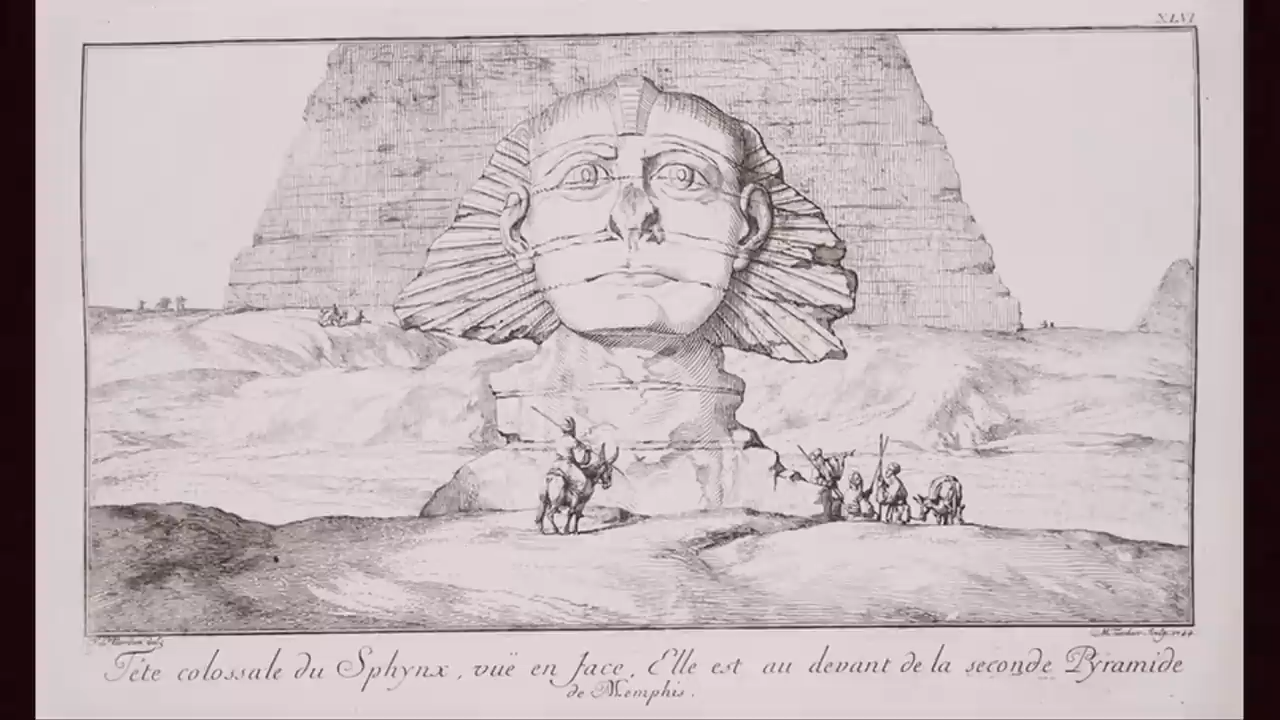 XLVI
Tête colossale du Sphynx, vuë en face, Elle est au devant de la seconde Pyramide
de Memphis.